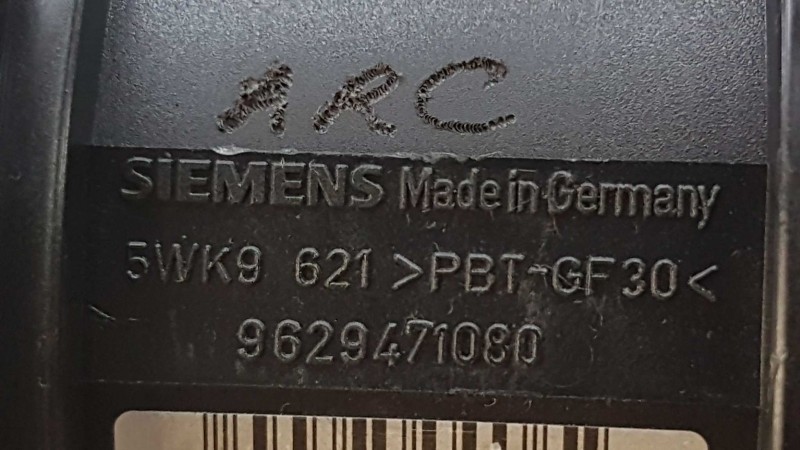 ARC
SIEMENS Made in Germany
5WK9 621 >PBT-GF30<
9629471080